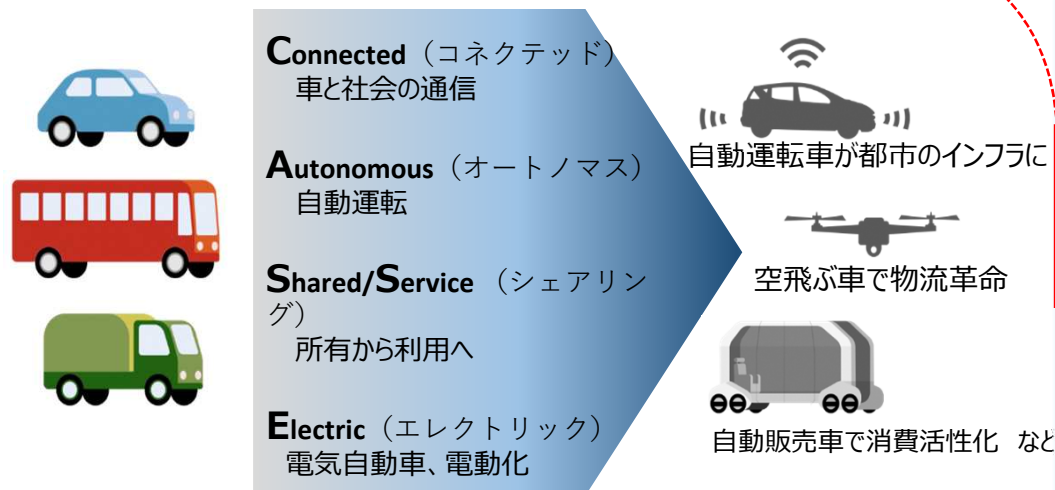 Connected（コネクテッド）
車と社会の通信
Autonomous（オートノマス）
自動運転
Shared/Service （シェアリン
グ）
所有から利用へ
Electric（エレクトリック）
電気自動車、電動化
自動運転車が都市のインフラに
空飛ぶ車で物流革命
自動販売車で消費活性化 など